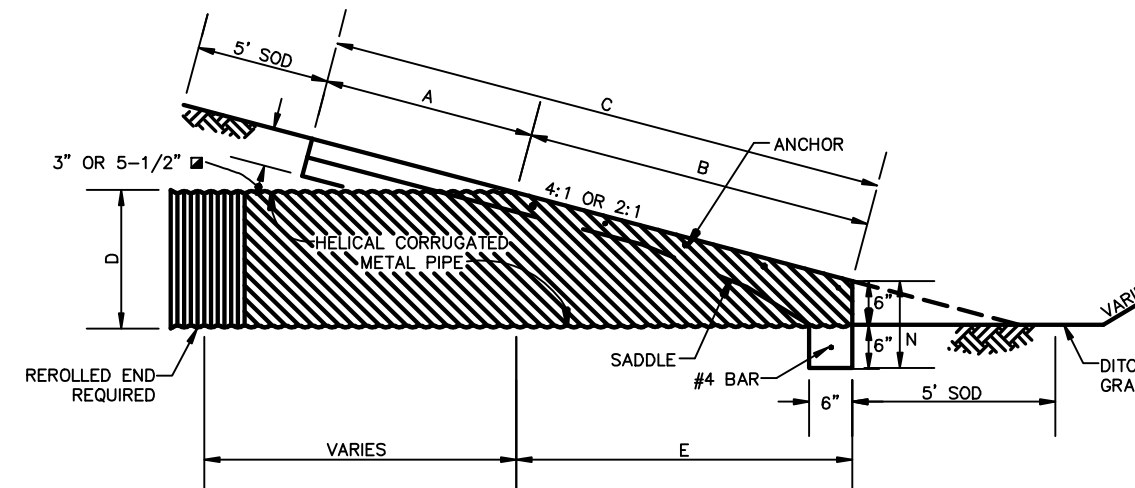 5' SOD
A
C
B
ANCHOR
3" OR 5-1/2"
4:1 OR 2:1
D
HELICAL CORRUGATED
METAL PIPE
6"
6"
N
SADDLE
#4 BAR
REROLLED END
REQUIRED
6"
5' SOD
VARIES
E